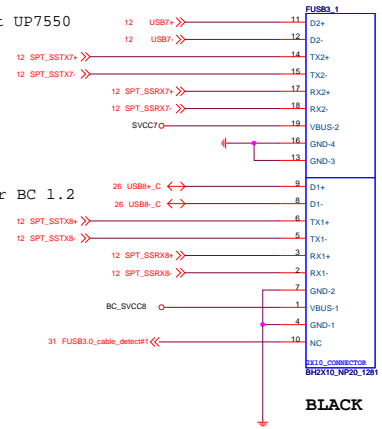 FUSB3_1
t UP7550
12 USB7+ 11 D2+
12 USB7- 12 D2-
12 SPT_SSTX7+ 14 TX2+
12 SPT_SSTX7- 15 TX2-
12 SPT_SSRX7+ 17 RX2+
12 SPT_SSRX7- 18 RX2-
SVCC7 19 VBUS-2
16 GND-4
13 GND-3
r BC 1.2
26 USB8+_C 9 D1+
26 USB8-_C 8 D1-
12 SPT_SSTX8+ 6 TX1+
12 SPT_SSTX8- 5 TX1-
12 SPT_SSRX8+ 3 RX1+
12 SPT_SSRX8- 2 RX1-
7 GND-2
BC_SVCC8 1 VBUS-1
4 GND-1
31 FUSB3.0_cable_detect#1 10 NC
2X10_CONNECTOR
BH2X10_NP20_1281
BLACK